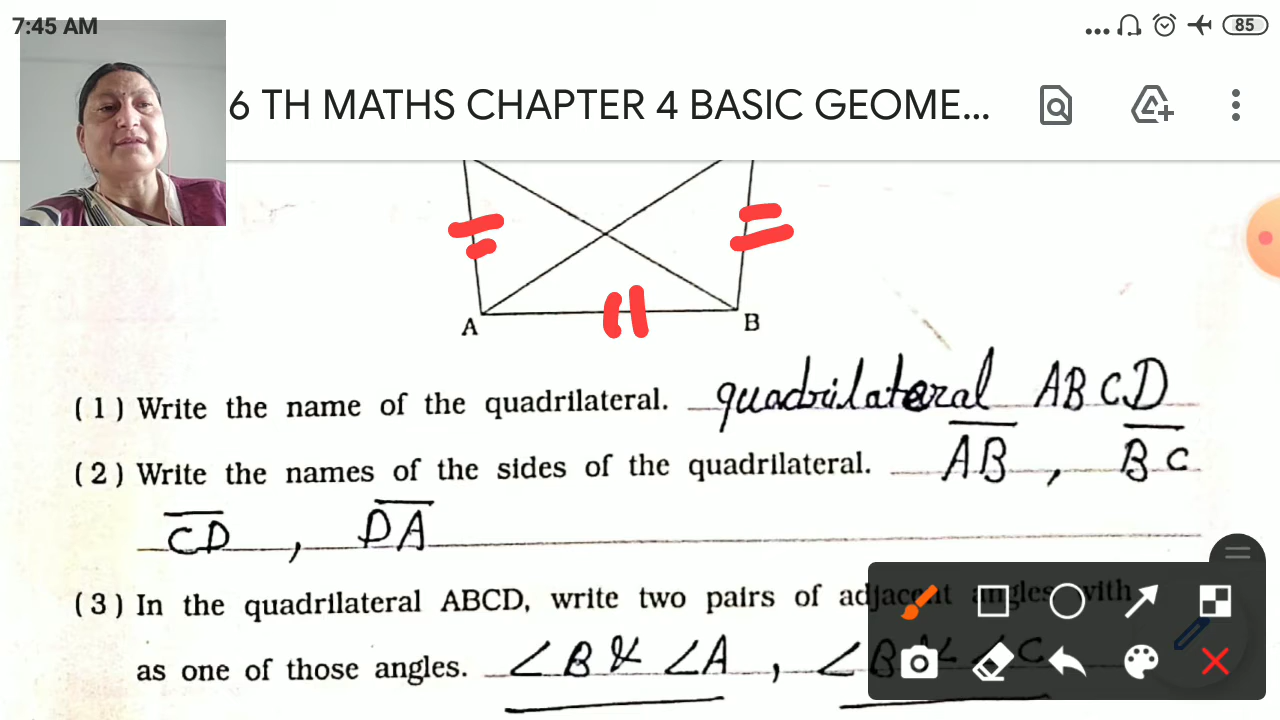 7:45 AM
85
6 TH MATHS CHAPTER 4 BASIC GEOME...
A B
(1) Write the name of the quadrilateral. quadrilateral ABCD
(2) Write the names of the sides of the quadrilateral. AB , BC
CD , DA
(3) In the quadrilateral ABCD, write two pairs of adjacent angles with
as one of those angles. ∠B & ∠A , ∠B & ∠C